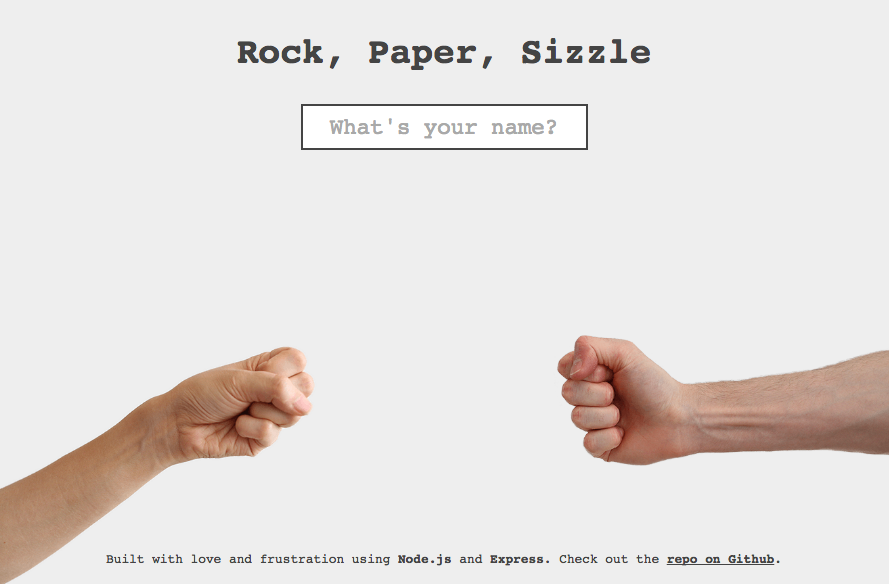 Rock, Paper, Sizzle
What's your name?
Built with love and frustration using Node.js and Express. Check out the repo on Github.